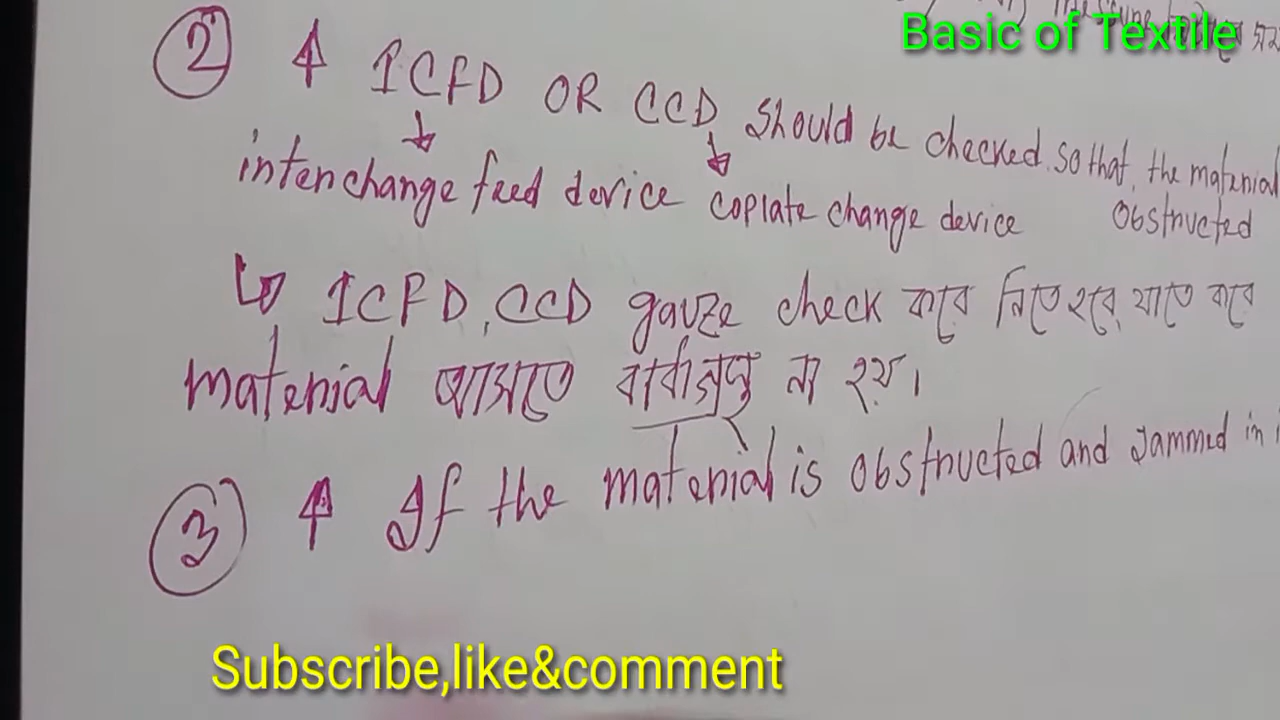 Basic of Textile
② ICFD OR CCD should be checked. so that, the material
interchange feed device coplate change device obstructed
ICFD, CCD gauze check করে নিতে হবে, যাতে করে
material আসতে বাধাগ্রস্ত না হয়।
③ If the material is obstructed and jammed in
Subscribe,like&comment